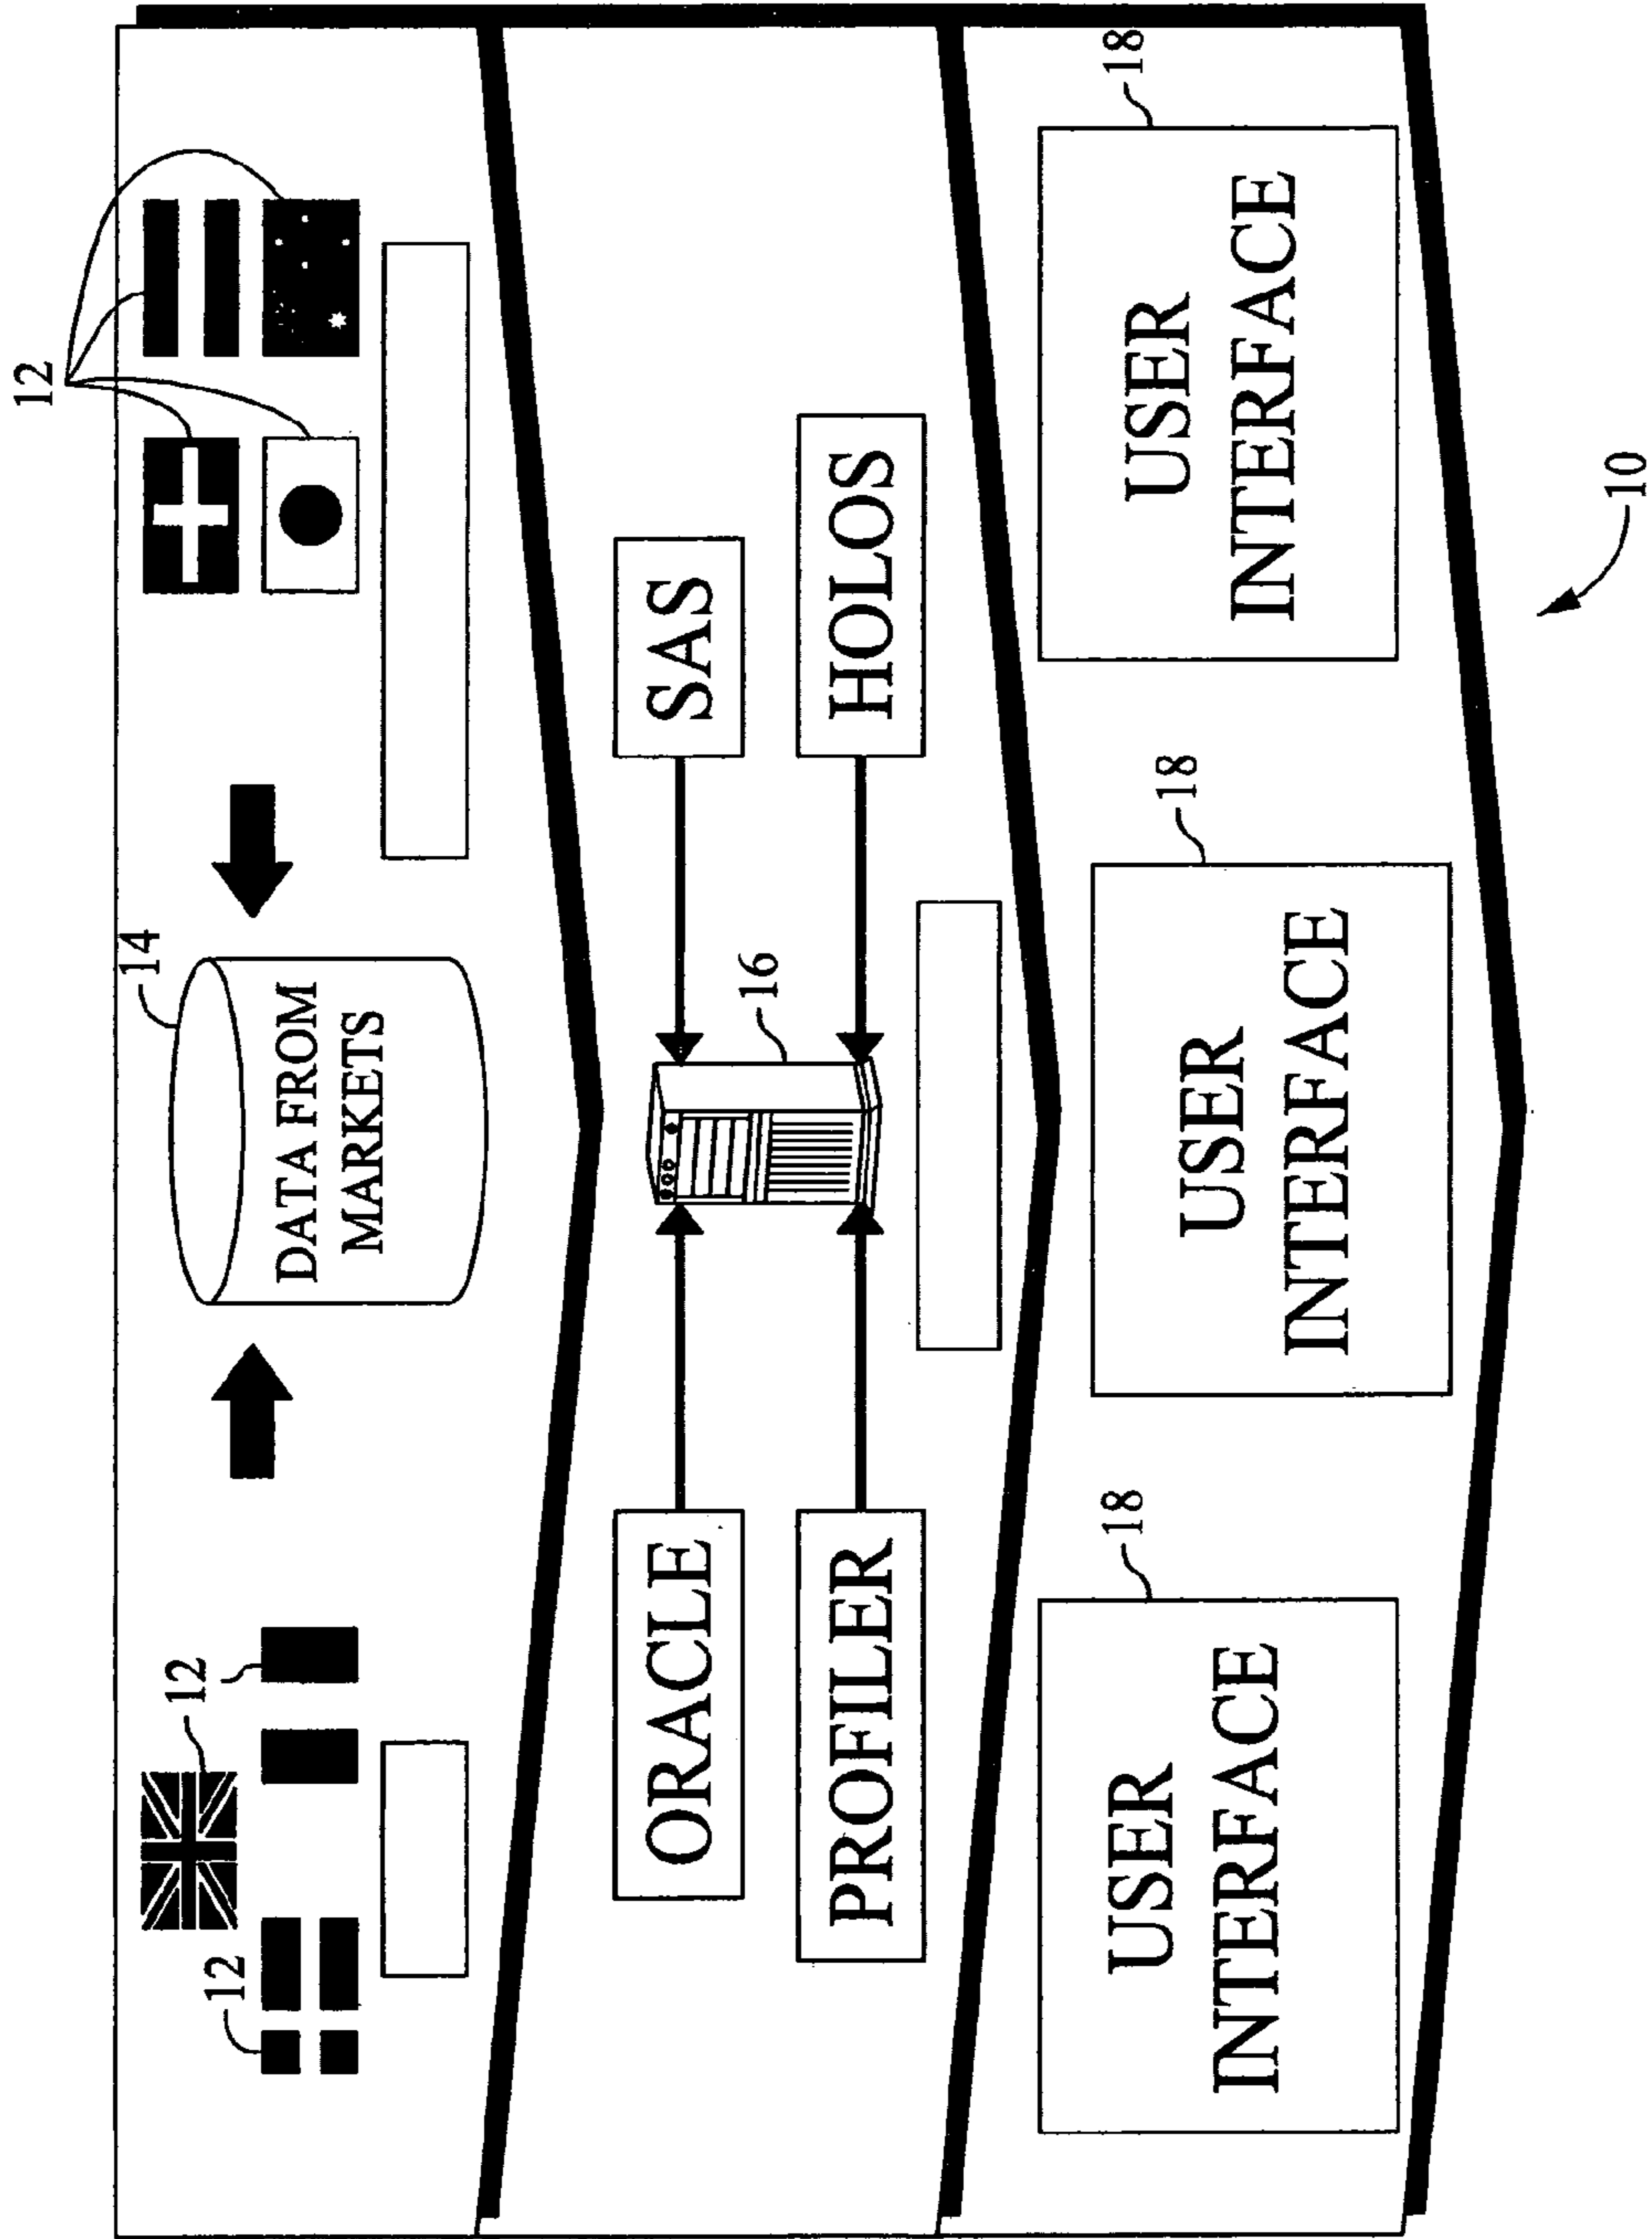 12
12
12
14
DATA FROM
MARKETS
ORACLE
SAS
16
PROFILER
HOLOS
18
USER
INTERFACE
18
USER
INTERFACE
18
USER
INTERFACE
10